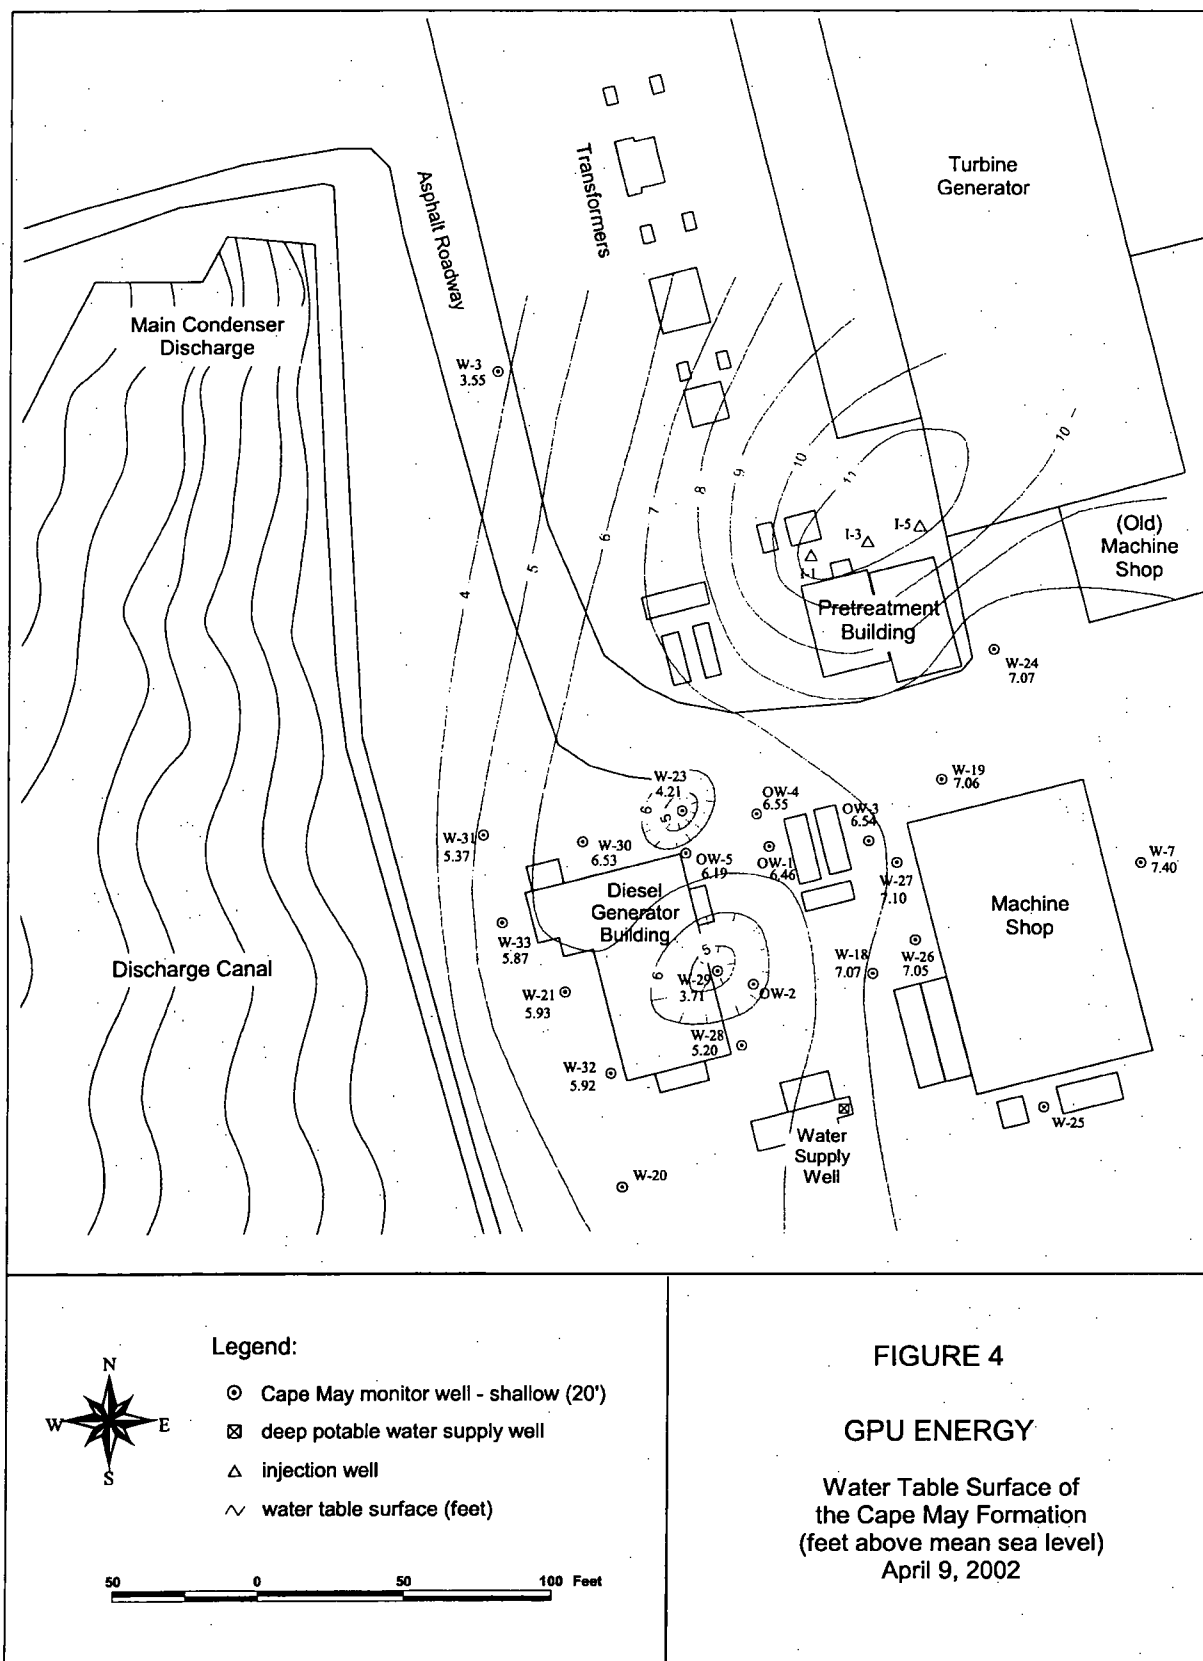 Turbine
Generator
Transformers
Asphalt Roadway
Main Condenser
Discharge
W-3
3.55
10
10
9
11
8
7
6
5
4
I-5
I-3
I-1
(Old)
Machine
Shop
Pretreatment
Building
W-24
7.07
W-23
4.21
6
5
OW-4
6.55
W-19
7.06
OW-3
6.54
W-31
5.37
W-30
6.53
OW-5
6.19
OW-1
6.46
W-27
7.10
W-7
7.40
Diesel
Generator
Building
Machine
Shop
W-33
5.87
5
6
W-29
3.71
OW-2
W-18
7.07
W-26
7.05
Discharge Canal
W-21
5.93
W-28
5.20
W-32
5.92
W-25
Water
Supply
Well
W-20
Legend:
N
W
E
S
Cape May monitor well - shallow (20')
deep potable water supply well
injection well
water table surface (feet)
50 0 50 100 Feet
FIGURE 4
GPU ENERGY
Water Table Surface of
the Cape May Formation
(feet above mean sea level)
April 9, 2002